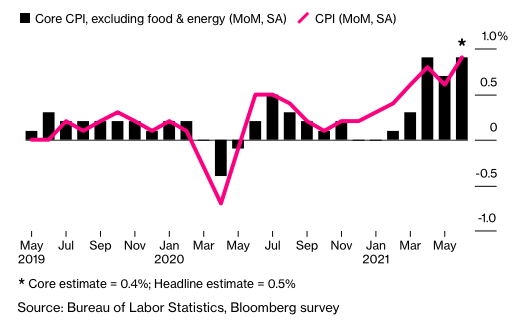 Core CPI, excluding food & energy (MoM, SA) CPI (MoM, SA)
*
1.0%
0.5
0
-0.5
-1.0
May Jul Sep Nov Jan Mar May Jul Sep Nov Jan Mar May
2019 2020 2021
* Core estimate = 0.4%; Headline estimate = 0.5%
Source: Bureau of Labor Statistics, Bloomberg survey